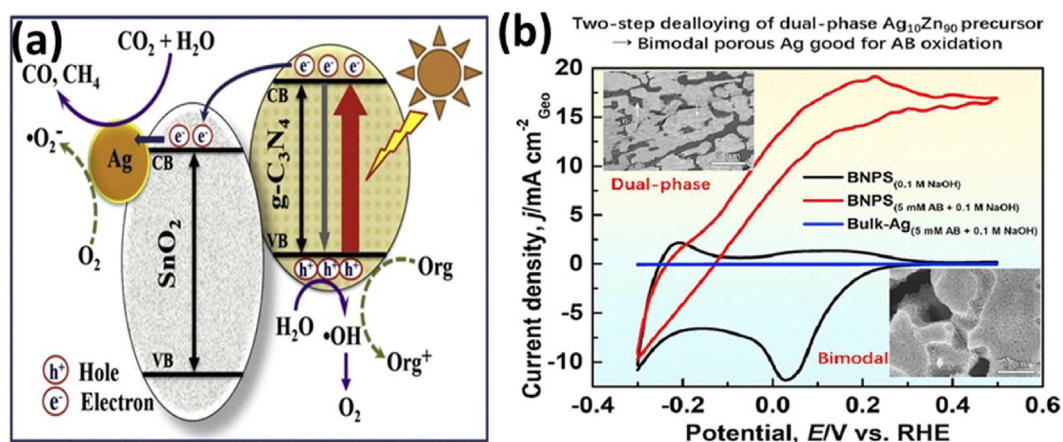 (a)
CO₂ + H₂O
CO, CH₄
•O₂⁻
Ag
O₂
e⁻ e⁻
CB
SnO₂
VB
e⁻ e⁻ e⁻
CB
g-C₃N₄
VB
h⁺ h⁺ h⁺
Org
H₂O
•OH
Org⁺
O₂
h⁺ Hole
e⁻ Electron
(b)
Two-step dealloying of dual-phase Ag₁₀Zn₉₀ precursor
→ Bimodal porous Ag good for AB oxidation
Current density, j/mA cm⁻² Geo
20
15
10
5
0
-5
-10
Dual-phase
BNPS(0.1 M NaOH)
BNPS(5 mM AB + 0.1 M NaOH)
Bulk-Ag(5 mM AB + 0.1 M NaOH)
Bimodal
-0.4 -0.2 0.0 0.2 0.4 0.6
Potential, E/V vs. RHE